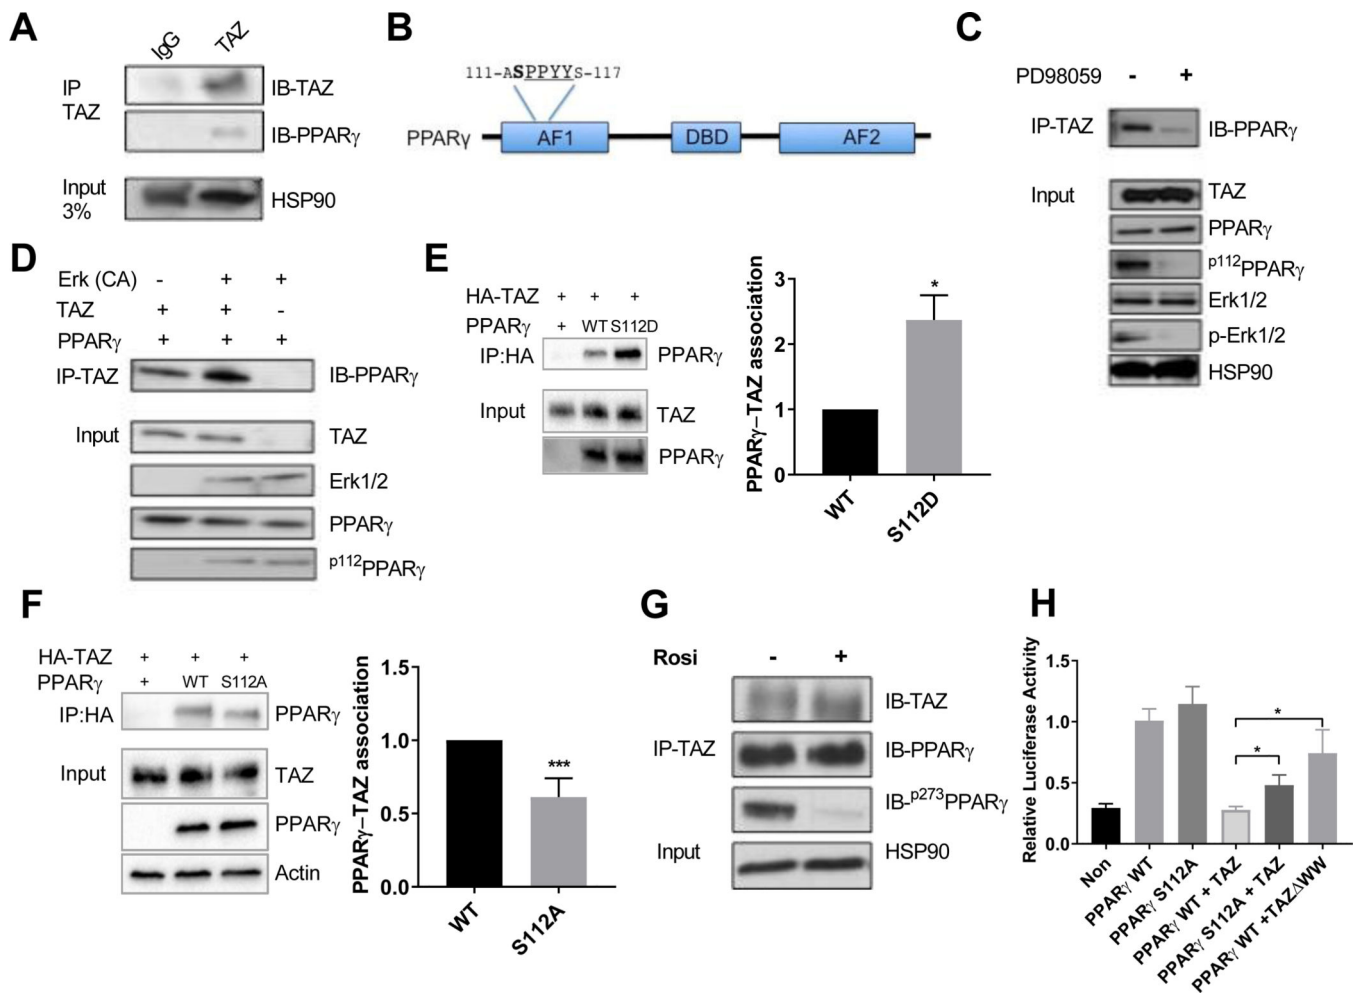 A
IgG TAZ
IP TAZ
IB-TAZ
IB-PPARγ
Input 3%
HSP90
B
111-ASPPYYS-117
PPARγ AF1 DBD AF2
C
PD98059 - +
IP-TAZ IB-PPARγ
Input TAZ
PPARγ
p112PPARγ
Erk1/2
p-Erk1/2
HSP90
D
Erk (CA) - + +
TAZ + + -
PPARγ + + +
IP-TAZ IB-PPARγ
Input TAZ
Erk1/2
PPARγ
p112PPARγ
E
HA-TAZ + + +
PPARγ + WT S112D
IP:HA PPARγ
Input TAZ
PPARγ
PPARγ–TAZ association
3
2
1
0
*
WT S112D
F
HA-TAZ + + +
PPARγ + WT S112A
IP:HA PPARγ
Input TAZ
PPARγ
Actin
PPARγ–TAZ association
1.5
1.0
0.5
0.0
***
WT S112A
G
Rosi - +
IB-TAZ
IP-TAZ IB-PPARγ
IB-p273PPARγ
Input HSP90
H
Relative Luciferase Activity
1.5
1.0
0.5
0.0
*
*
Non
PPARγ WT
PPARγ S112A
PPARγ WT + TAZ
PPARγ S112A + TAZ
PPARγ WT +TAZΔWW